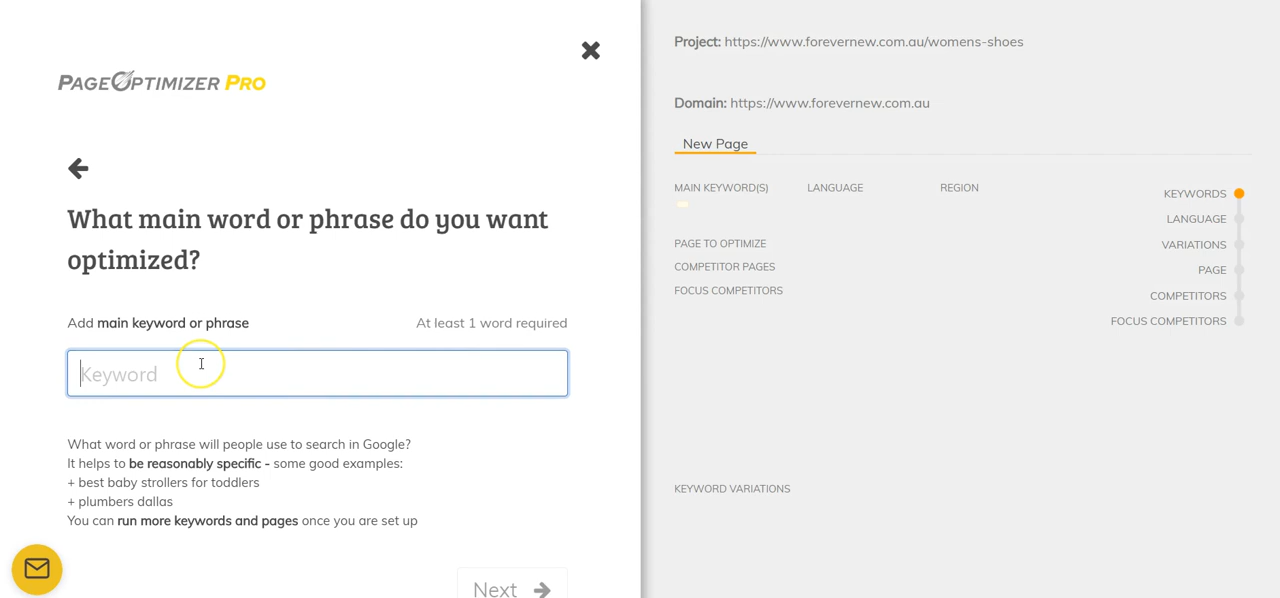 PAGEOPTIMIZER PRO
What main word or phrase do you want
optimized?
Add main keyword or phrase
At least 1 word required
Keyword
What word or phrase will people use to search in Google?
It helps to be reasonably specific - some good examples:
+ best baby strollers for toddlers
+ plumbers dallas
You can run more keywords and pages once you are set up
Next
Project: https://www.forevernew.com.au/womens-shoes
Domain: https://www.forevernew.com.au
New Page
MAIN KEYWORD(S)
LANGUAGE
REGION
PAGE TO OPTIMIZE
COMPETITOR PAGES
FOCUS COMPETITORS
KEYWORDS
LANGUAGE
VARIATIONS
PAGE
COMPETITORS
FOCUS COMPETITORS
KEYWORD VARIATIONS